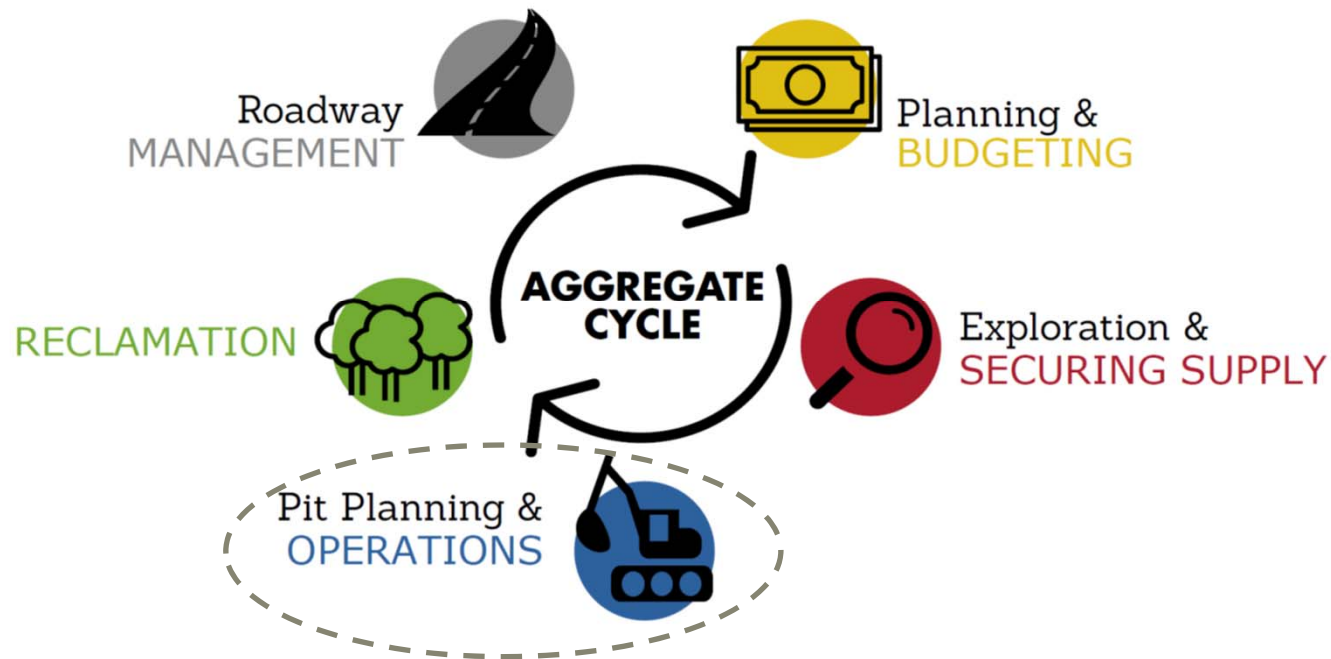 Roadway
MANAGEMENT
Planning &
BUDGETING
AGGREGATE
CYCLE
RECLAMATION
Exploration &
SECURING SUPPLY
Pit Planning &
OPERATIONS